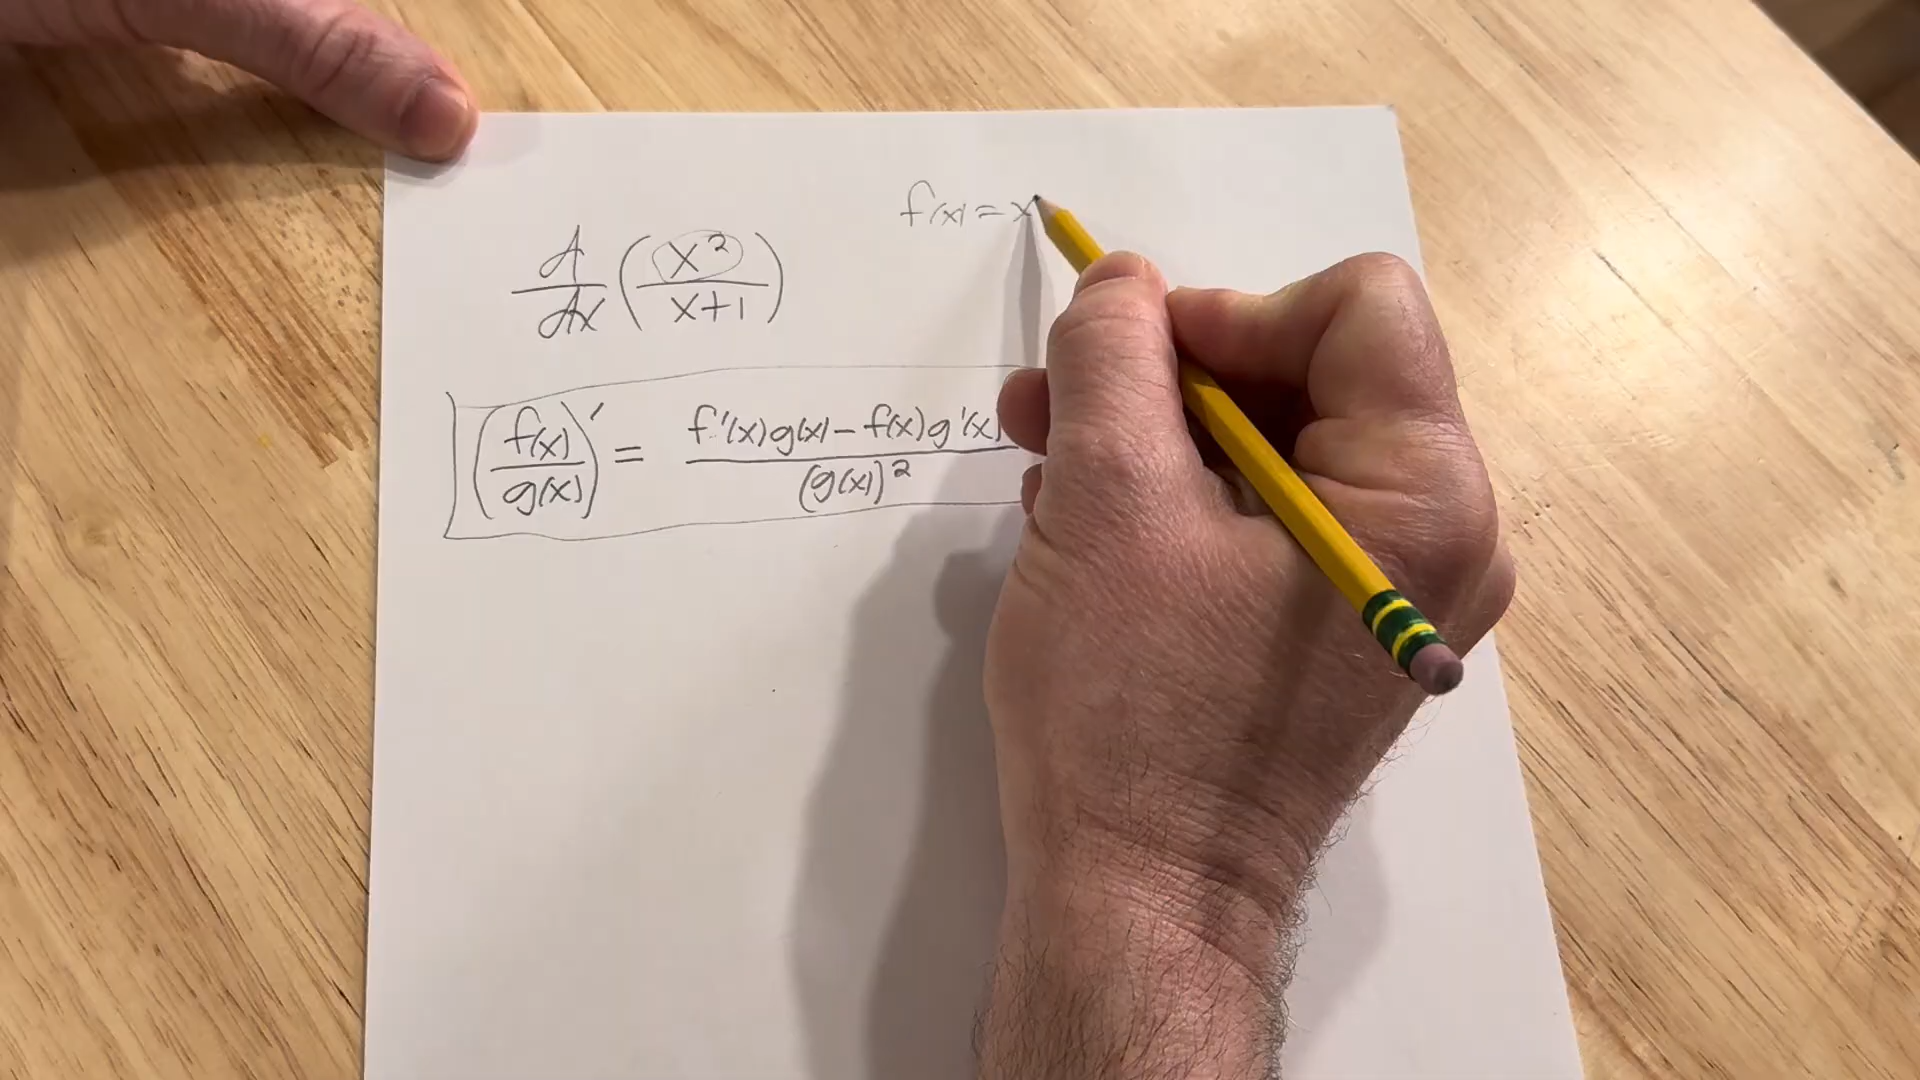 f(x) = x
d/dx (x²/(x+1))
(f(x)/g(x))' = (f'(x)g(x) - f(x)g'(x))/(g(x))²